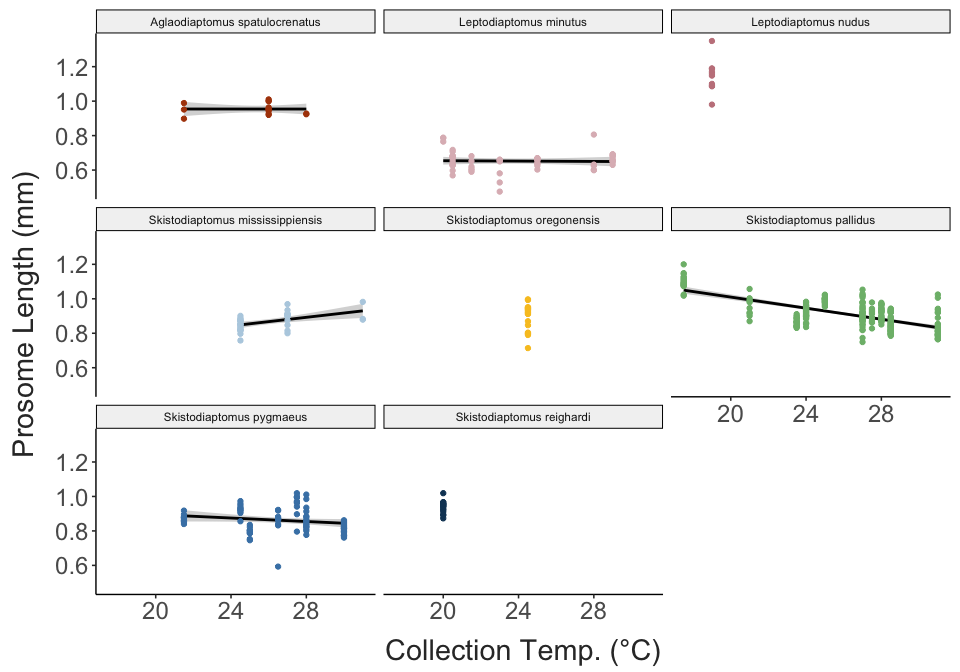 Aglaodiaptomus spatulocrenatus
Leptodiaptomus minutus
Leptodiaptomus nudus
1.2
1.0
0.8
0.6
Skistodiaptomus mississippiensis
Skistodiaptomus oregonensis
Skistodiaptomus pallidus
1.2
1.0
0.8
0.6
20 24 28
Skistodiaptomus pygmaeus
Skistodiaptomus reighardi
1.2
1.0
0.8
0.6
20 24 28
20 24 28
Prosome Length (mm)
Collection Temp. (°C)